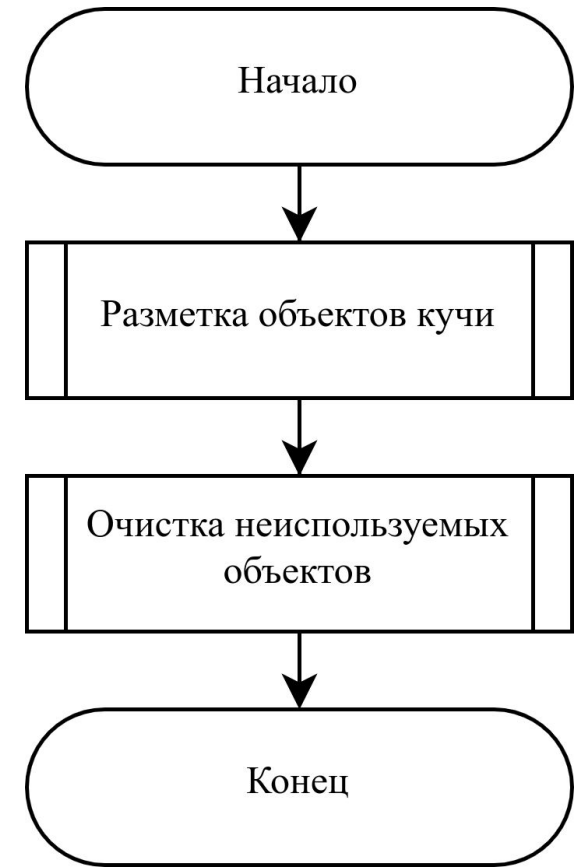 Начало
Разметка объектов кучи
Очистка неиспользуемых
объектов
Конец